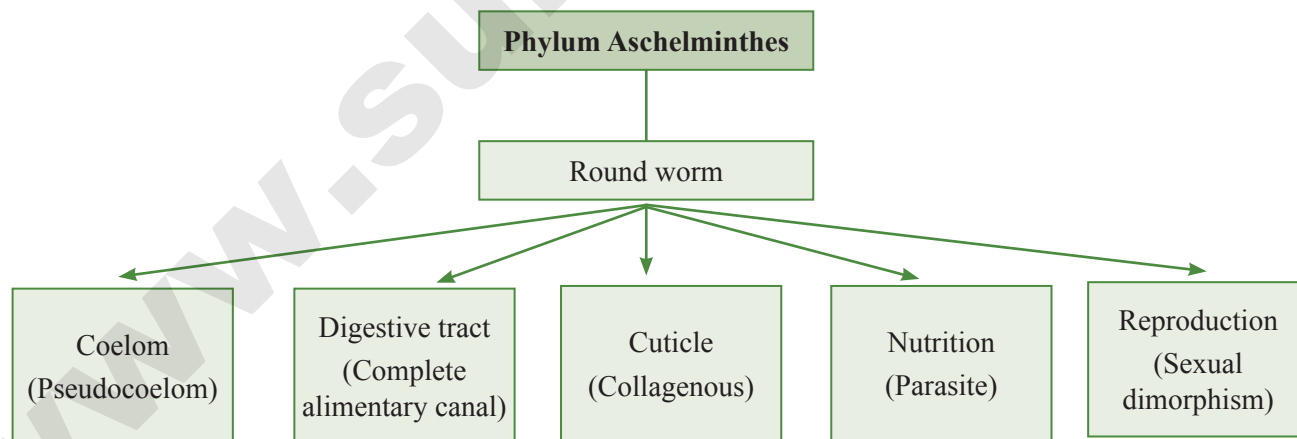 Phylum Aschelminthes
Round worm
Coelom
(Pseudocoelom)
Digestive tract
(Complete
alimentary canal)
Cuticle
(Collagenous)
Nutrition
(Parasite)
Reproduction
(Sexual
dimorphism)